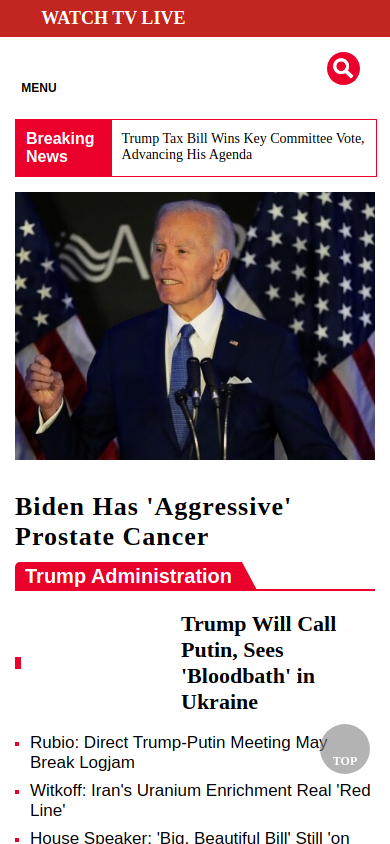 WATCH TV LIVE
MENU
Breaking
News
Trump Tax Bill Wins Key Committee Vote,
Advancing His Agenda
Biden Has 'Aggressive'
Prostate Cancer
Trump Administration
Trump Will Call
Putin, Sees
'Bloodbath' in
Ukraine
Rubio: Direct Trump-Putin Meeting May
Break Logjam
TOP
Witkoff: Iran's Uranium Enrichment Real 'Red
Line'
House Speaker: 'Big, Beautiful Bill' Still 'on